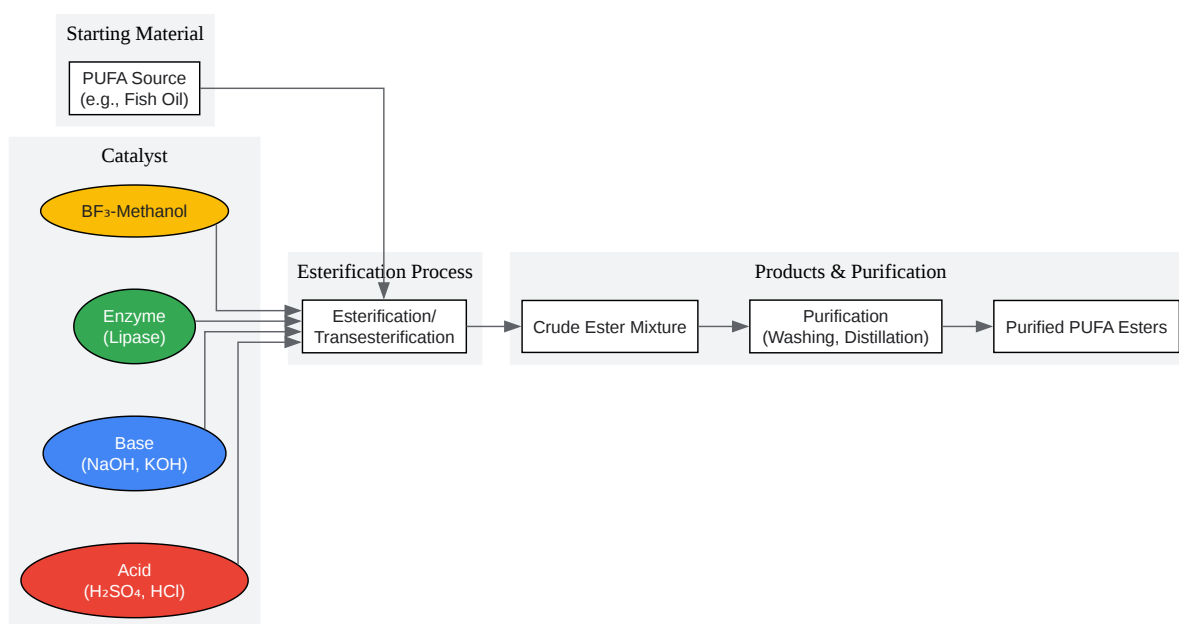 Starting Material
PUFA Source
(e.g., Fish Oil)
Catalyst
BF₃-Methanol
Enzyme
(Lipase)
Base
(NaOH, KOH)
Acid
(H₂SO₄, HCl)
Esterification Process
Esterification/
Transesterification
Products & Purification
Crude Ester Mixture
Purification
(Washing, Distillation)
Purified PUFA Esters